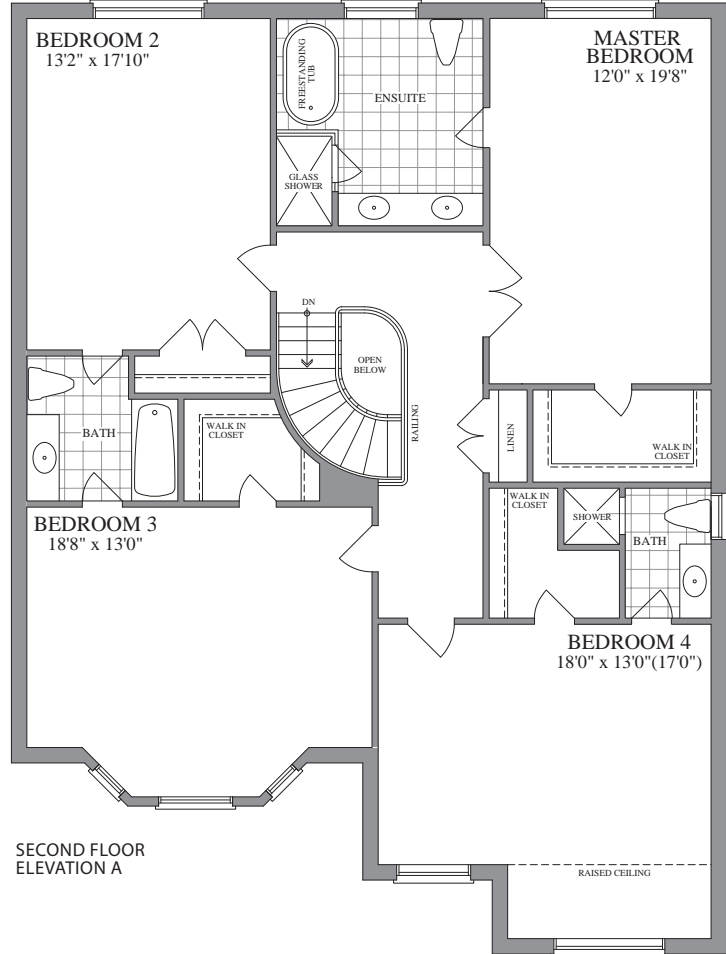 BEDROOM 2
13'2" x 17'10"
FREESTANDING
TUB
ENSUITE
MASTER
BEDROOM
12'0" x 19'8"
GLASS
SHOWER
DN
OPEN
BELOW
RAILING
BATH
WALK IN
CLOSET
LINEN
WALK IN
CLOSET
WALK IN
CLOSET
SHOWER
BATH
BEDROOM 3
18'8" x 13'0"
BEDROOM 4
18'0" x 13'0"(17'0")
SECOND FLOOR
ELEVATION A
RAISED CEILING